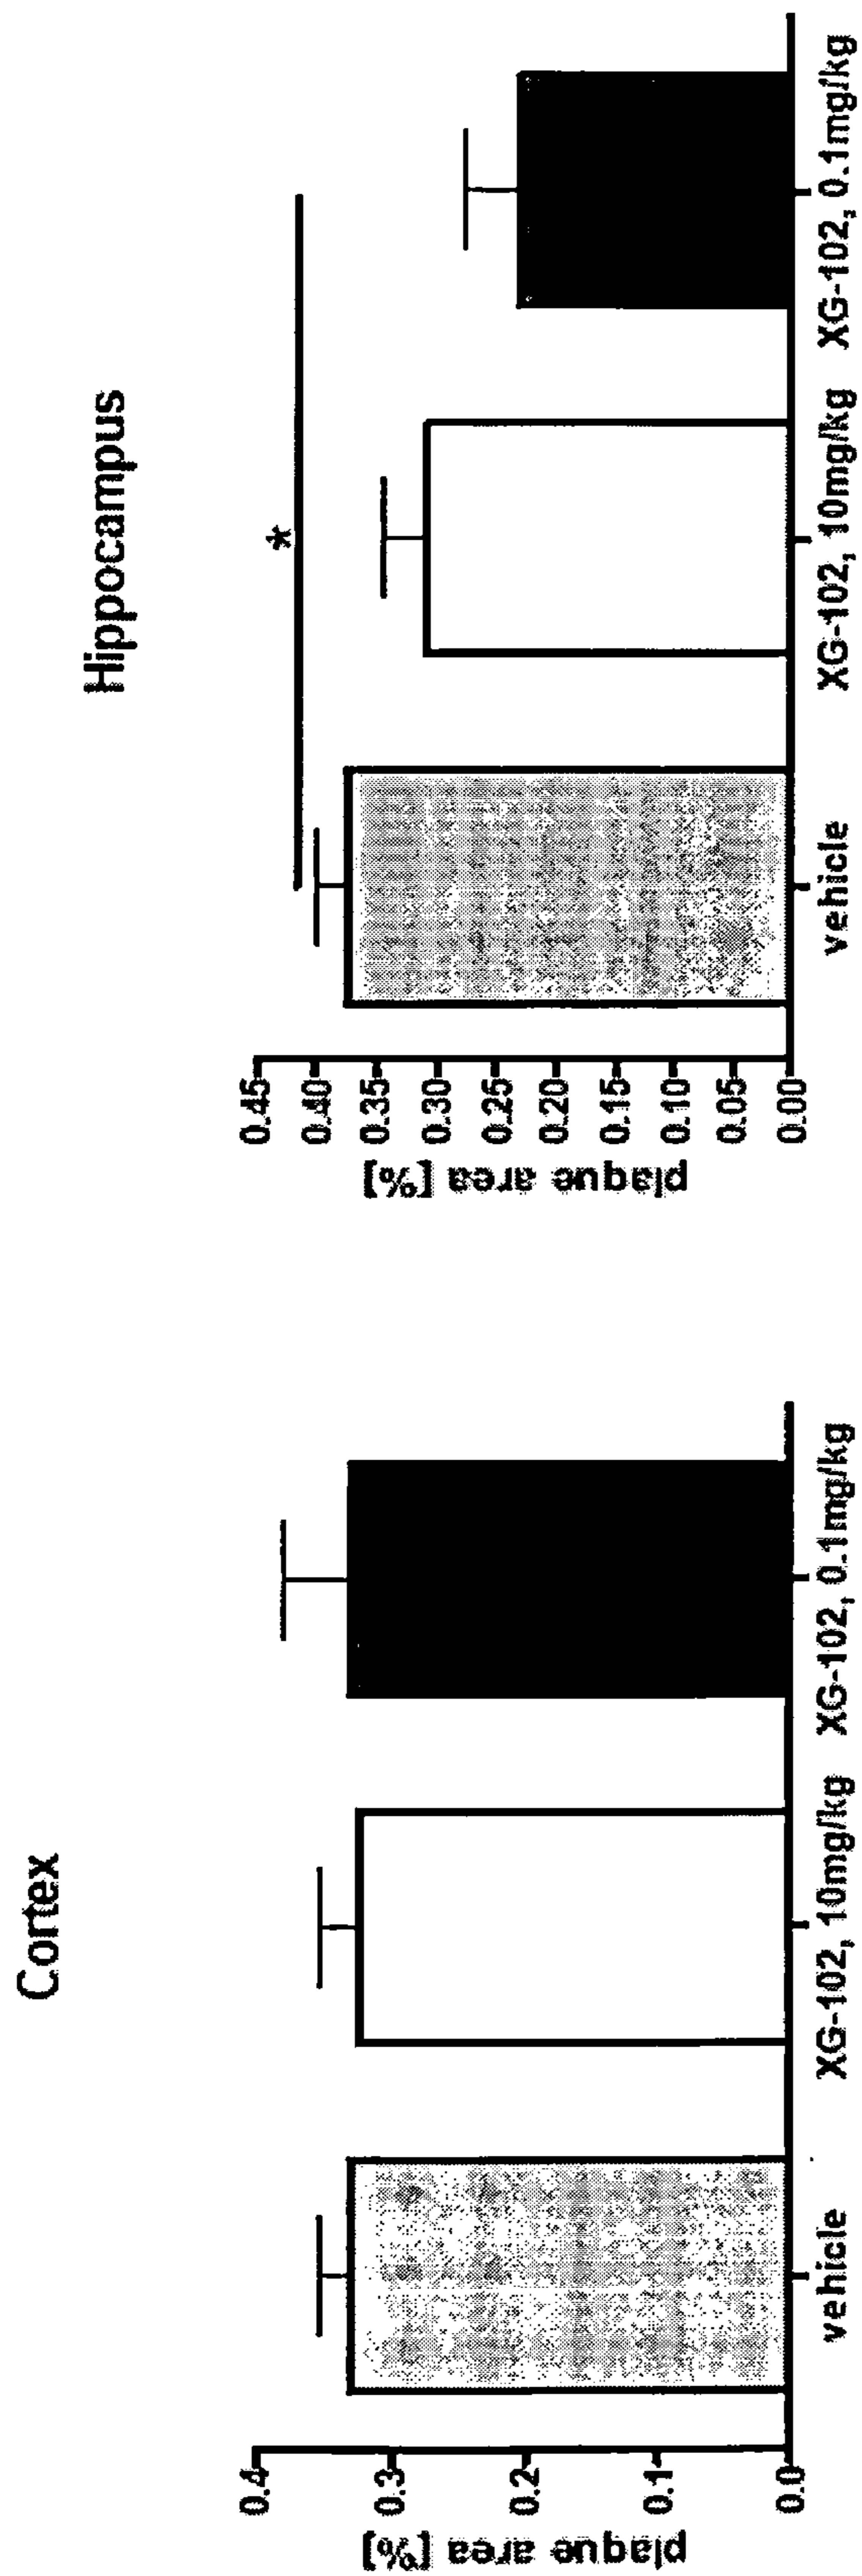 Cortex
plaque area [%]
0.4
0.3
0.2
0.1
0.0
vehicle
XG-102, 10mg/kg
XG-102, 0.1mg/kg
Hippocampus
plaque area [%]
0.45
0.40
0.35
0.30
0.25
0.20
0.15
0.10
0.05
0.00
*
vehicle
XG-102, 10mg/kg
XG-102, 0.1mg/kg